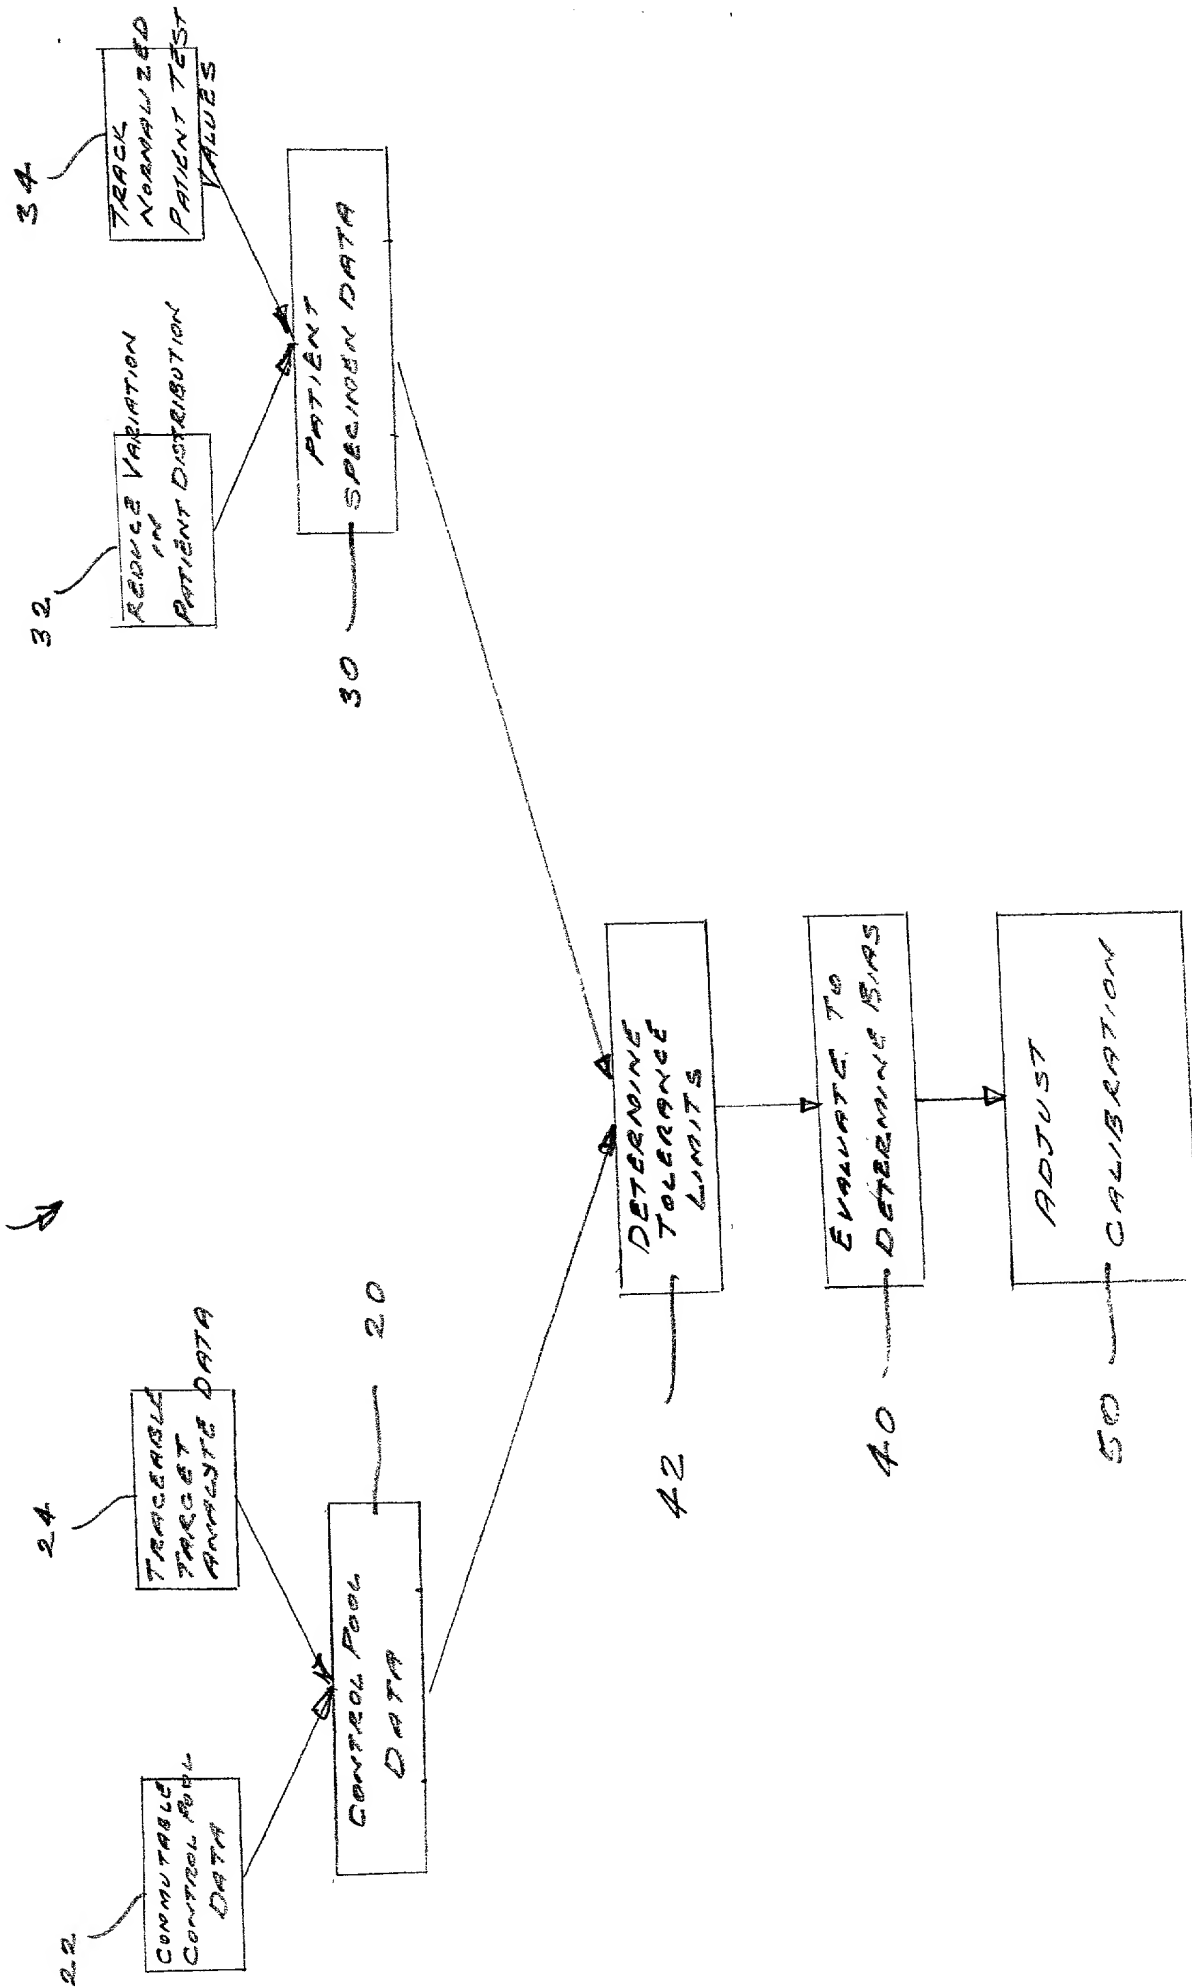 22
COMMUTABLE
CONTROL POOL
DATA
24
TRACEABLE
TARGET
ANALYTE DATA
32
REDUCE VARIATION
IN
PATIENT DISTRIBUTION
34
TRACK
NORMALIZED
PATIENT TEST
VALUES
CONTROL POOL
DATA
20
PATIENT
SPECIMEN DATA
30
DETERMINE
TOLERANCE
LIMITS
42
EVALUATE TO
DETERMINE BIAS
40
ADJUST
CALIBRATION
50